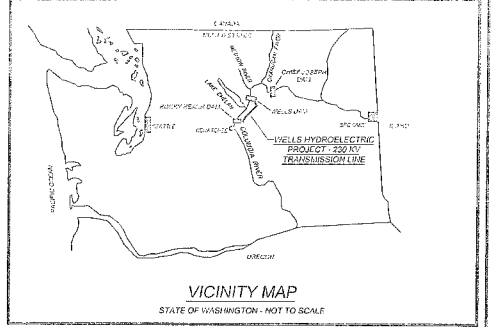 CANADA
UNITED STATES
METHOW RIVER
OKANOGAN RIVER
CHIEF JOSEPH
DAM
LAKE CHELAN
ROCKY REACH DAM
WELLS DAM
SEATTLE
WENATCHEE
SPOKANE
IDAHO
WELLS HYDROELECTRIC
PROJECT - 230 KV
TRANSMISSION LINE
COLUMBIA RIVER
PACIFIC OCEAN
OREGON
VICINITY MAP
STATE OF WASHINGTON - NOT TO SCALE